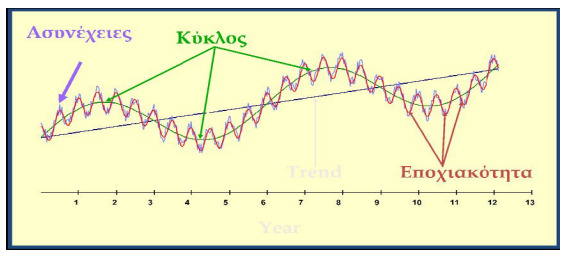 Ασυνέχειες
Κύκλος
Trend
Εποχιακότητα
1 2 3 4 5 6 7 8 9 10 11 12 13
Year